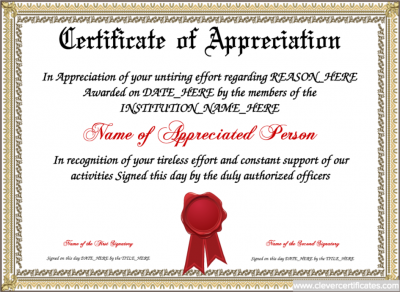 Certificate of Appreciation
In Appreciation of your untiring effort regarding REASON_HERE
Awarded on DATE_HERE by the members of the
INSTITUTION_NAME_HERE
Name of Appreciated Person
In recognition of your tireless effort and constant support of our
activities Signed this day by the duly authorized officers
Name of the First Signatory Name of the Second Signatory
Signed on this day DATE_HERE by TITLE_HERE Signed on this day DATE_HERE by TITLE_HERE
www.clevercertificates.com